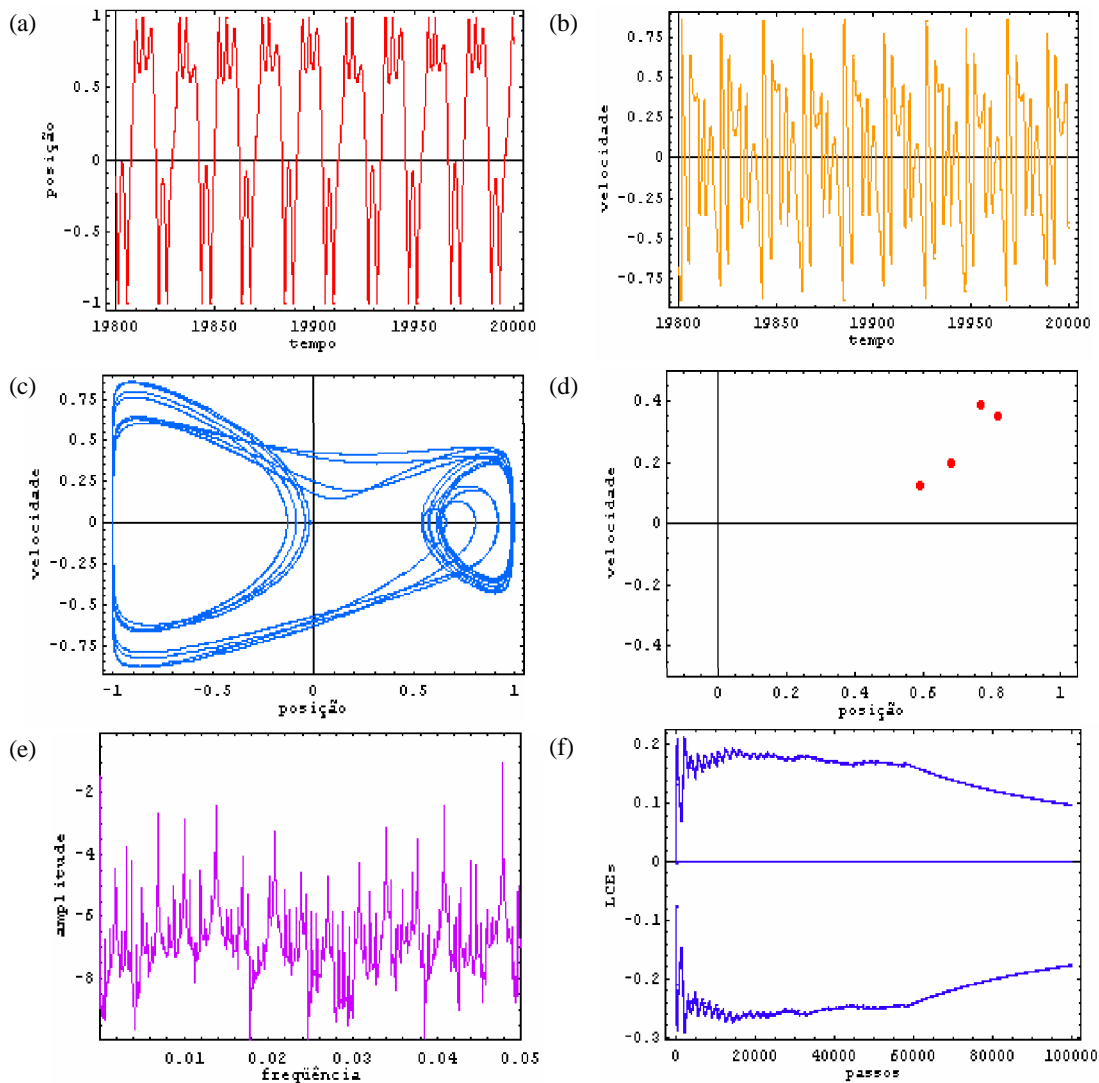 (a)
1
0.5
0
-0.5
-1
posição
19800 19850 19900 19950 20000
tempo
(b)
0.75
0.5
0.25
0
-0.25
-0.5
-0.75
velocidade
19800 19850 19900 19950 20000
tempo
(c)
0.75
0.5
0.25
0
-0.25
-0.5
-0.75
velocidade
-1 -0.5 0 0.5 1
posição
(d)
0.4
0.2
0
-0.2
-0.4
velocidade
0 0.2 0.4 0.6 0.8 1
posição
(e)
-2
-4
-6
-8
amplitude
0.01 0.02 0.03 0.04 0.05
freqüência
(f)
0.2
0.1
0
-0.1
-0.2
-0.3
LCEs
0 20000 40000 60000 80000 100000
passos